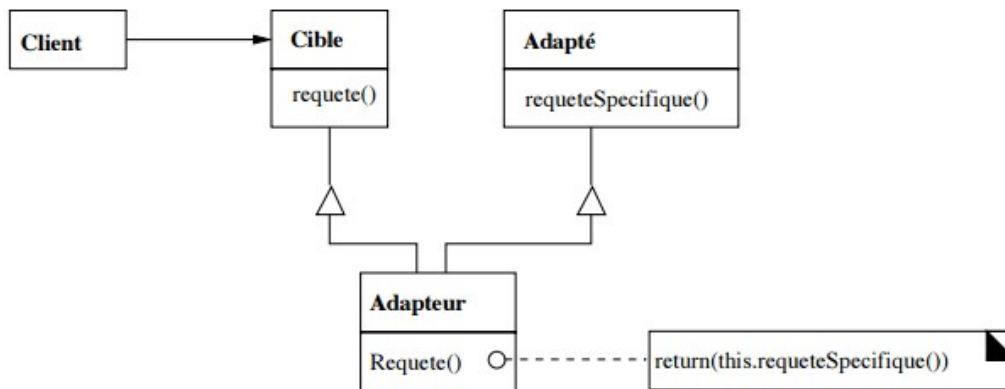 Client
Cible
requete()
Adapté
requeteSpecifique()
Adapteur
Requete()
return(this.requeteSpecifique())